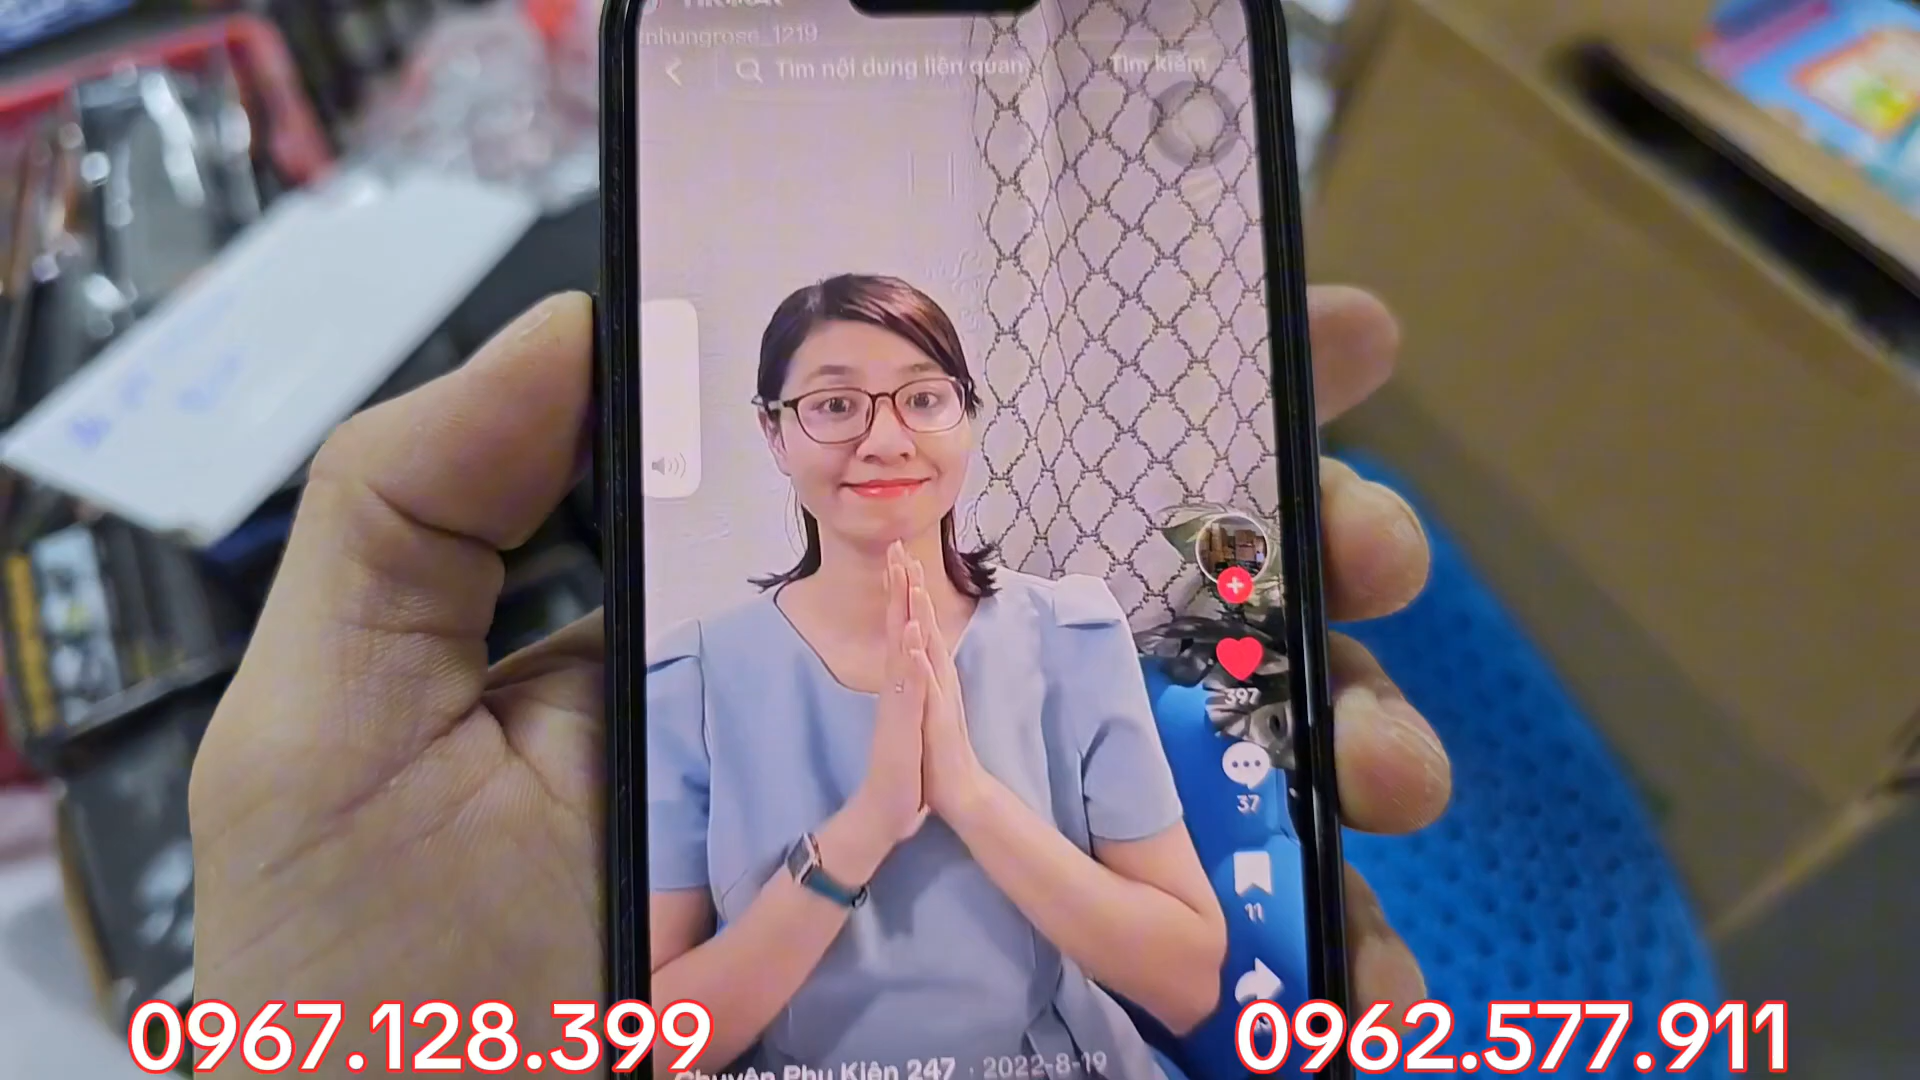 nhungrose_1219
Tìm nội dung liên quan
Tìm kiếm
397
37
11
Chuyên Phụ Kiện 247 · 2022-8-19
0967.128.399
0962.577.911